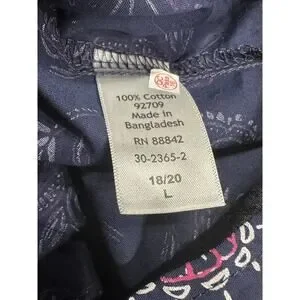 100% Cotton
92709
Made in
Bangladesh
RN 88842
30-2365-2
18/20
L